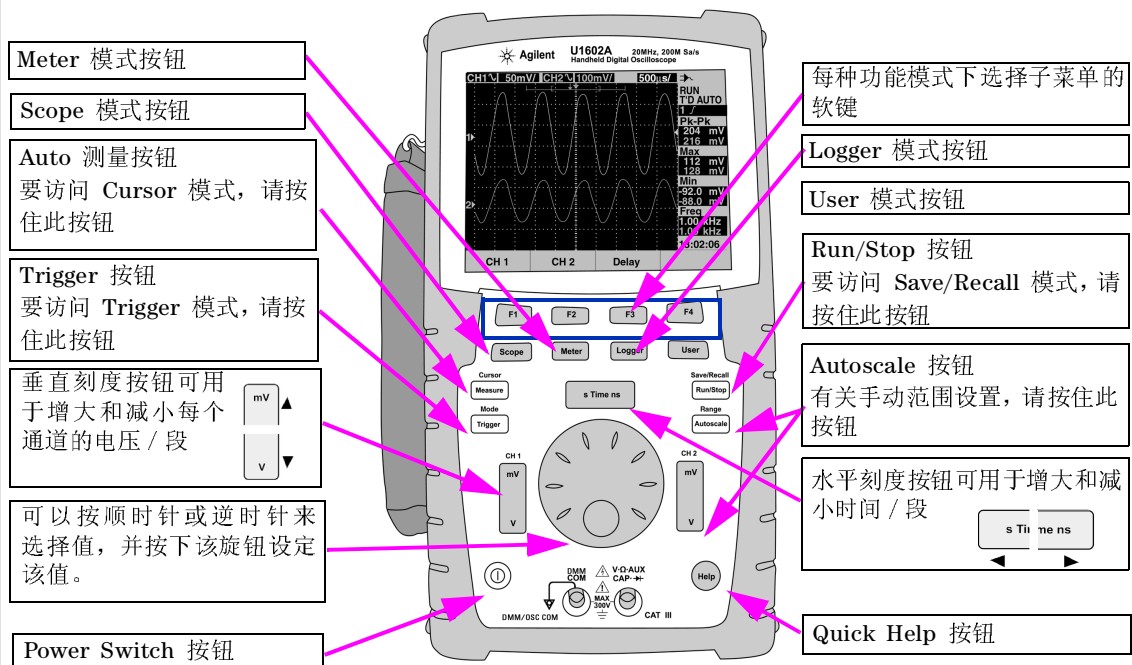 Meter 模式按钮
Scope 模式按钮
Auto 测量按钮
要访问 Cursor 模式，请按
住此按钮
Trigger 按钮
要访问 Trigger 模式，请按
住此按钮
垂直刻度按钮可用
于增大和减小每个
通道的电压／段
mV
V
可以按顺时针或逆时针来
选择值，并按下该旋钮设定
该值。
Power Switch 按钮
Agilent U1602A 20MHz, 200M Sa/s
Handheld Digital Oscilloscope
CH1 50mV/ CH2 100mV/ 500us/
RUN
T'D AUTO
1
Pk-Pk
204 mV
216 mV
Max
112 mV
128 mV
Min
-92.0 mV
-88.0 mV
Freq
1.00 kHz
1.00 kHz
13:02:06
1
2
CH 1 CH 2 Delay
F1 F2 F3 F4
Scope Meter Logger User
Cursor Save/Recall
Measure s Time ns Run/Stop
Mode Range
Trigger Autoscale
CH 1 CH 2
mV mV
V V
DMM COM V·Ω·AUX
CAP·
MAX
300V
DMM/OSC COM CAT III
Help
每种功能模式下选择子菜单的
软键
Logger 模式按钮
User 模式按钮
Run/Stop 按钮
要访问 Save/Recall 模式，请
按住此按钮
Autoscale 按钮
有关手动范围设置，请按住此
按钮
水平刻度按钮可用于增大和减
小时间／段
s Time ns
Quick Help 按钮